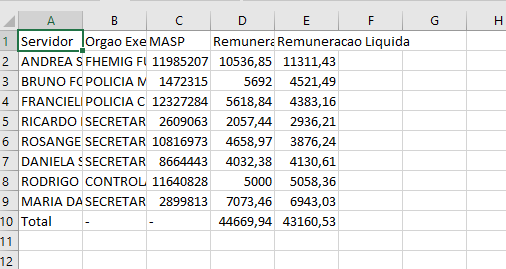 A B C D E F G H
1 Servidor Orgao Exe MASP Remunera Remuneracao Liquida
2 ANDREA S FHEMIG FU 11985207 10536,85 11311,43
3 BRUNO FC POLICIA M 1472315 5692 4521,49
4 FRANCIELI POLICIA C 12327284 5618,84 4383,16
5 RICARDO SECRETAR 2609063 2057,44 2936,21
6 ROSANGE SECRETAR 10816973 4658,97 3876,24
7 DANIELA S SECRETAR 8664443 4032,38 4130,61
8 RODRIGO CONTROLA 11640828 5000 5058,36
9 MARIA DA SECRETAR 2899813 7073,46 6943,03
10 Total - - 44669,94 43160,53
11
12